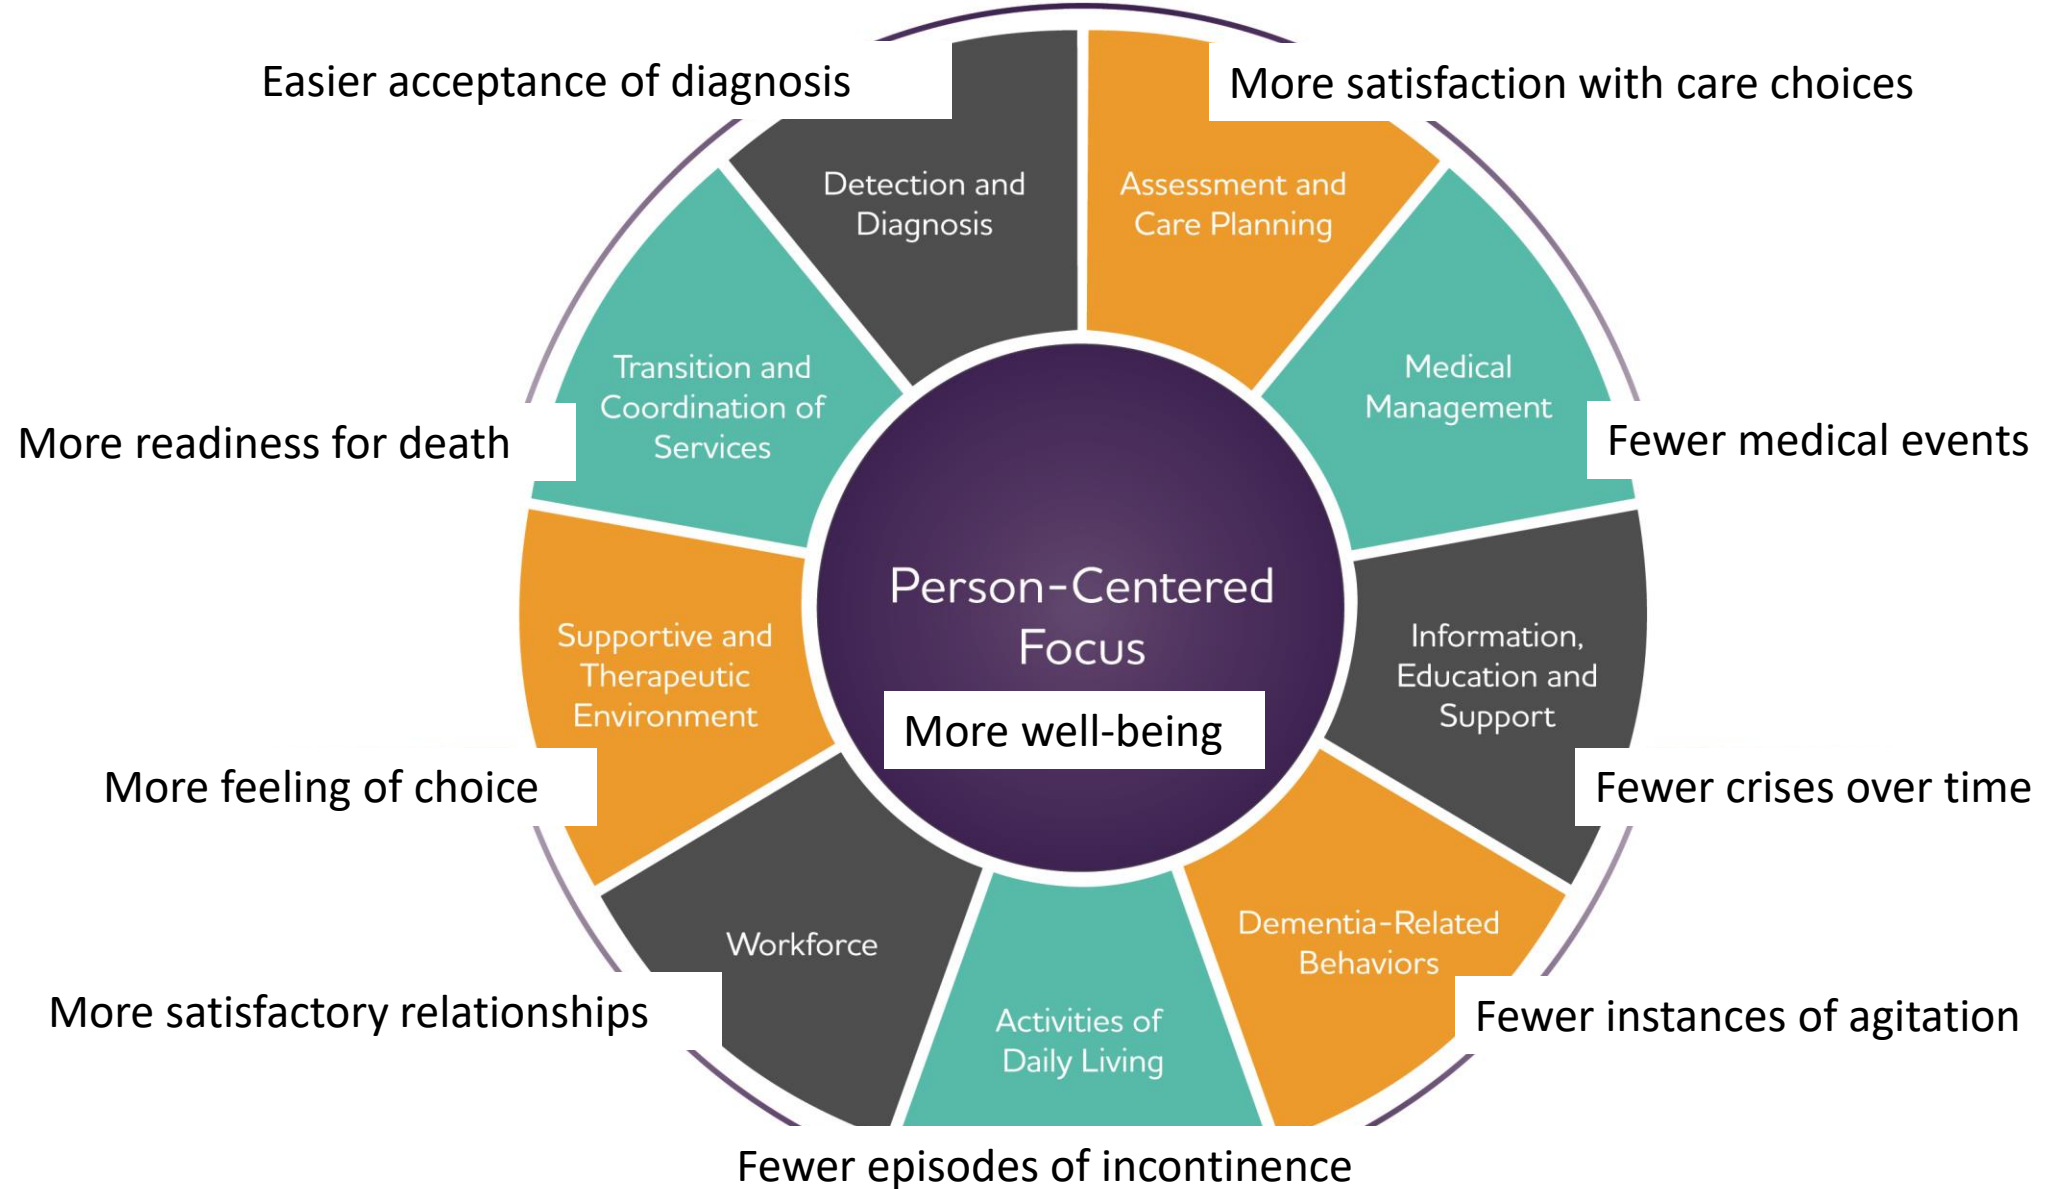 Easier acceptance of diagnosis
More satisfaction with care choices
Detection and
Diagnosis
Assessment and
Care Planning
Transition and
Coordination of
Services
Medical
Management
More readiness for death
Fewer medical events
Person-Centered
Focus
More well-being
Supportive and
Therapeutic
Environment
Information,
Education and
Support
More feeling of choice
Fewer crises over time
Workforce
Dementia-Related
Behaviors
More satisfactory relationships
Activities of
Daily Living
Fewer instances of agitation
Fewer episodes of incontinence